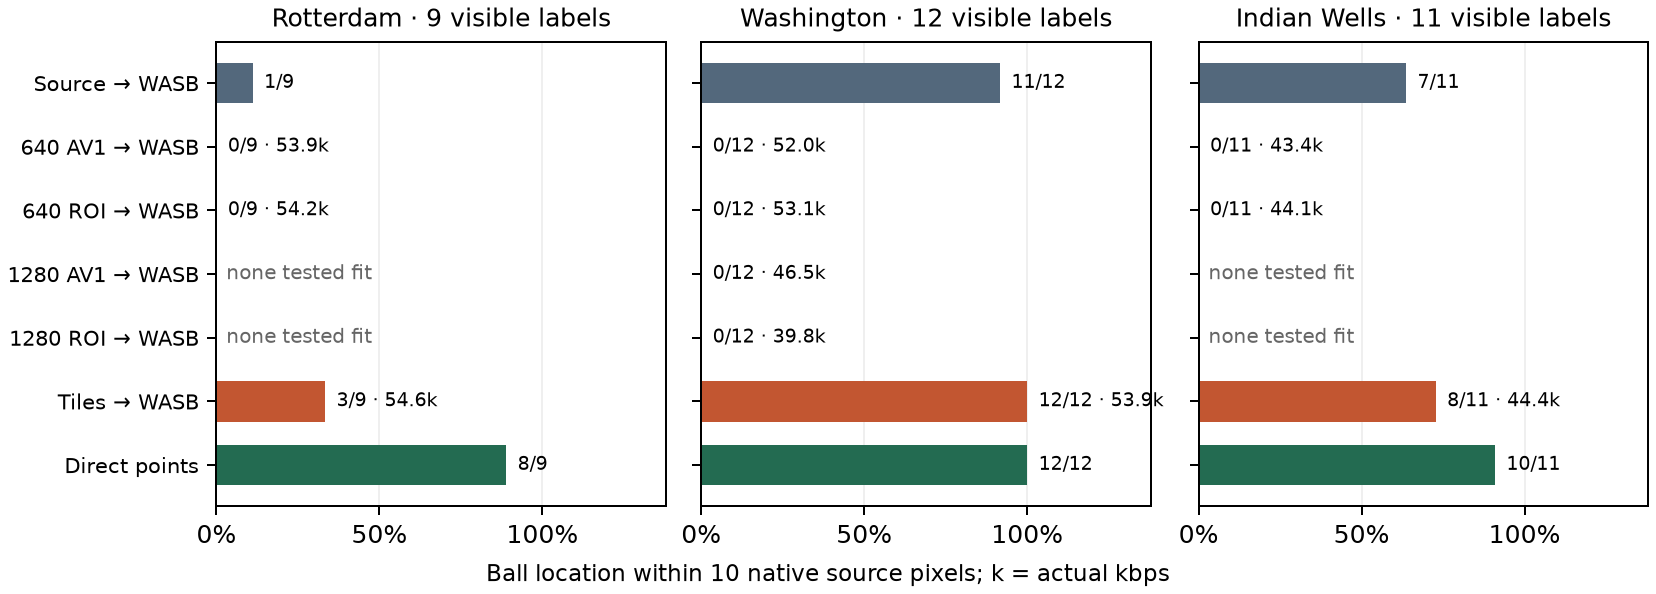 Rotterdam · 9 visible labels
Washington · 12 visible labels
Indian Wells · 11 visible labels
Source → WASB
1/9
11/12
7/11
640 AV1 → WASB
0/9 · 53.9k
0/12 · 52.0k
0/11 · 43.4k
640 ROI → WASB
0/9 · 54.2k
0/12 · 53.1k
0/11 · 44.1k
1280 AV1 → WASB
none tested fit
0/12 · 46.5k
none tested fit
1280 ROI → WASB
none tested fit
0/12 · 39.8k
none tested fit
Tiles → WASB
3/9 · 54.6k
12/12 · 53.9k
8/11 · 44.4k
Direct points
8/9
12/12
10/11
0% 50% 100%
0% 50% 100%
0% 50% 100%
Ball location within 10 native source pixels; k = actual kbps